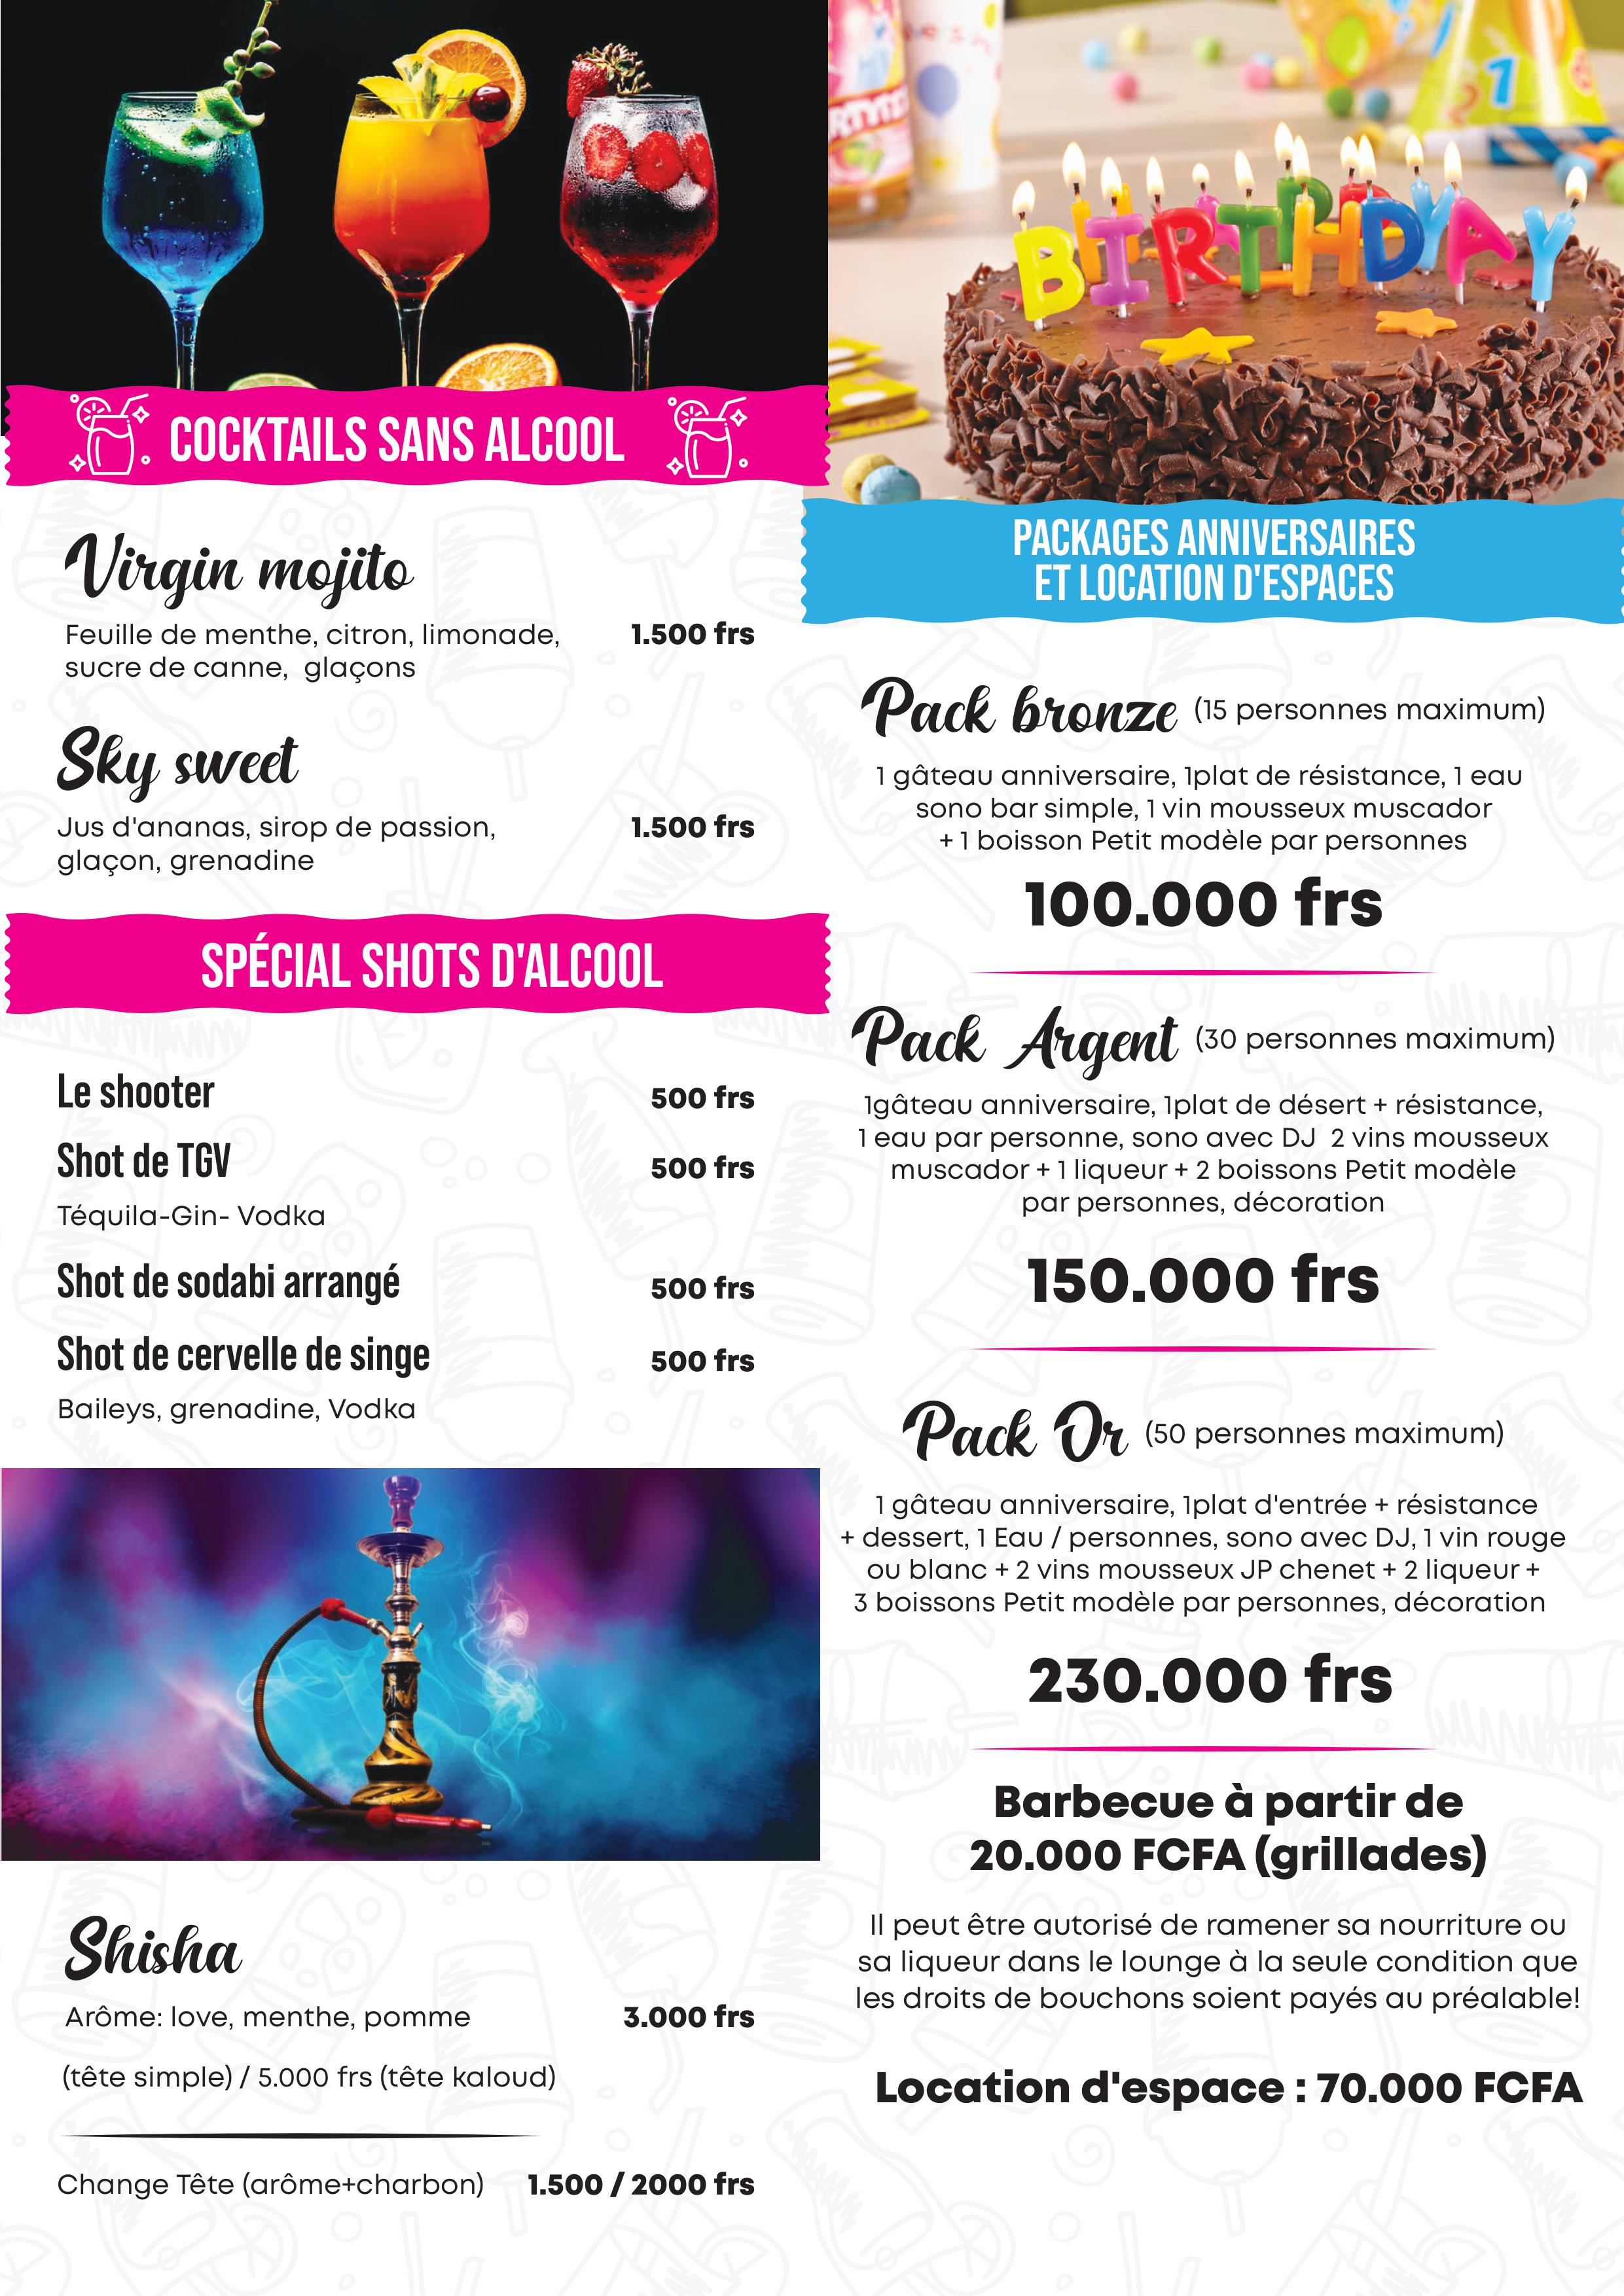 COCKTAILS SANS ALCOOL
Virgin mojito
Feuille de menthe, citron, limonade,
sucre de canne, glaçons
1.500 frs
Sky sweet
Jus d'ananas, sirop de passion,
glaçon, grenadine
1.500 frs
SPÉCIAL SHOTS D'ALCOOL
Le shooter 500 frs
Shot de TGV 500 frs
Téquila-Gin- Vodka
Shot de sodabi arrangé 500 frs
Shot de cervelle de singe 500 frs
Baileys, grenadine, Vodka
Shisha
Arôme: love, menthe, pomme 3.000 frs
(tête simple) / 5.000 frs (tête kaloud)
Change Tête (arôme+charbon) 1.500 / 2000 frs
1
BIRTHDAY
PACKAGES ANNIVERSAIRES
ET LOCATION D'ESPACES
Pack bronze (15 personnes maximum)
1 gâteau anniversaire, 1plat de résistance, 1 eau
sono bar simple, 1 vin mousseux muscador
+ 1 boisson Petit modèle par personnes
100.000 frs
Pack Argent (30 personnes maximum)
1gâteau anniversaire, 1plat de désert + résistance,
1 eau par personne, sono avec DJ 2 vins mousseux
muscador + 1 liqueur + 2 boissons Petit modèle
par personnes, décoration
150.000 frs
Pack Or (50 personnes maximum)
1 gâteau anniversaire, 1plat d'entrée + résistance
+ dessert, 1 Eau / personnes, sono avec DJ, 1 vin rouge
ou blanc + 2 vins mousseux JP chenet + 2 liqueur +
3 boissons Petit modèle par personnes, décoration
230.000 frs
Barbecue à partir de
20.000 FCFA (grillades)
Il peut être autorisé de ramener sa nourriture ou
sa liqueur dans le lounge à la seule condition que
les droits de bouchons soient payés au préalable!
Location d'espace : 70.000 FCFA